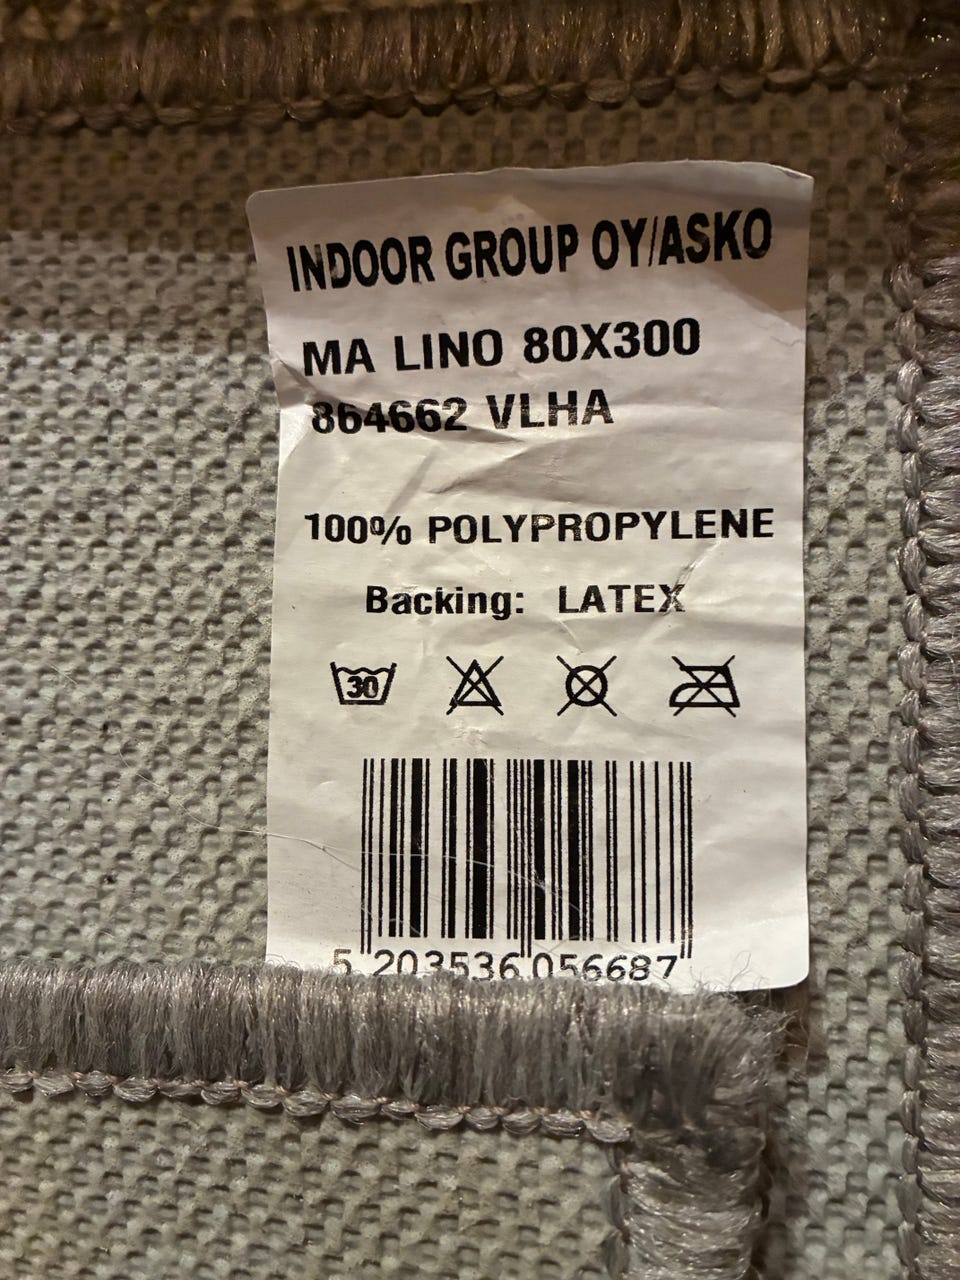 INDOOR GROUP OY/ASKO
MA LINO 80X300
864662 VLHA
100% POLYPROPYLENE
Backing: LATEX
30
5 203536 056687